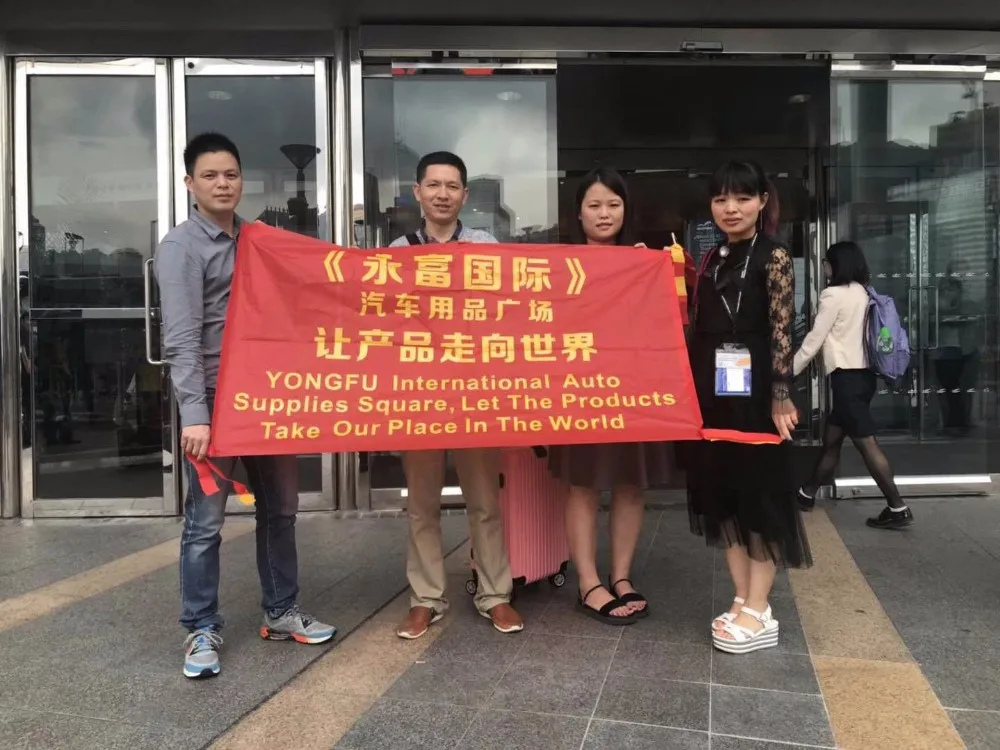 《永富国际》
汽车用品广场
让产品走向世界
YONGFU International Auto
Supplies Square, Let The Products
Take Our Place In The World